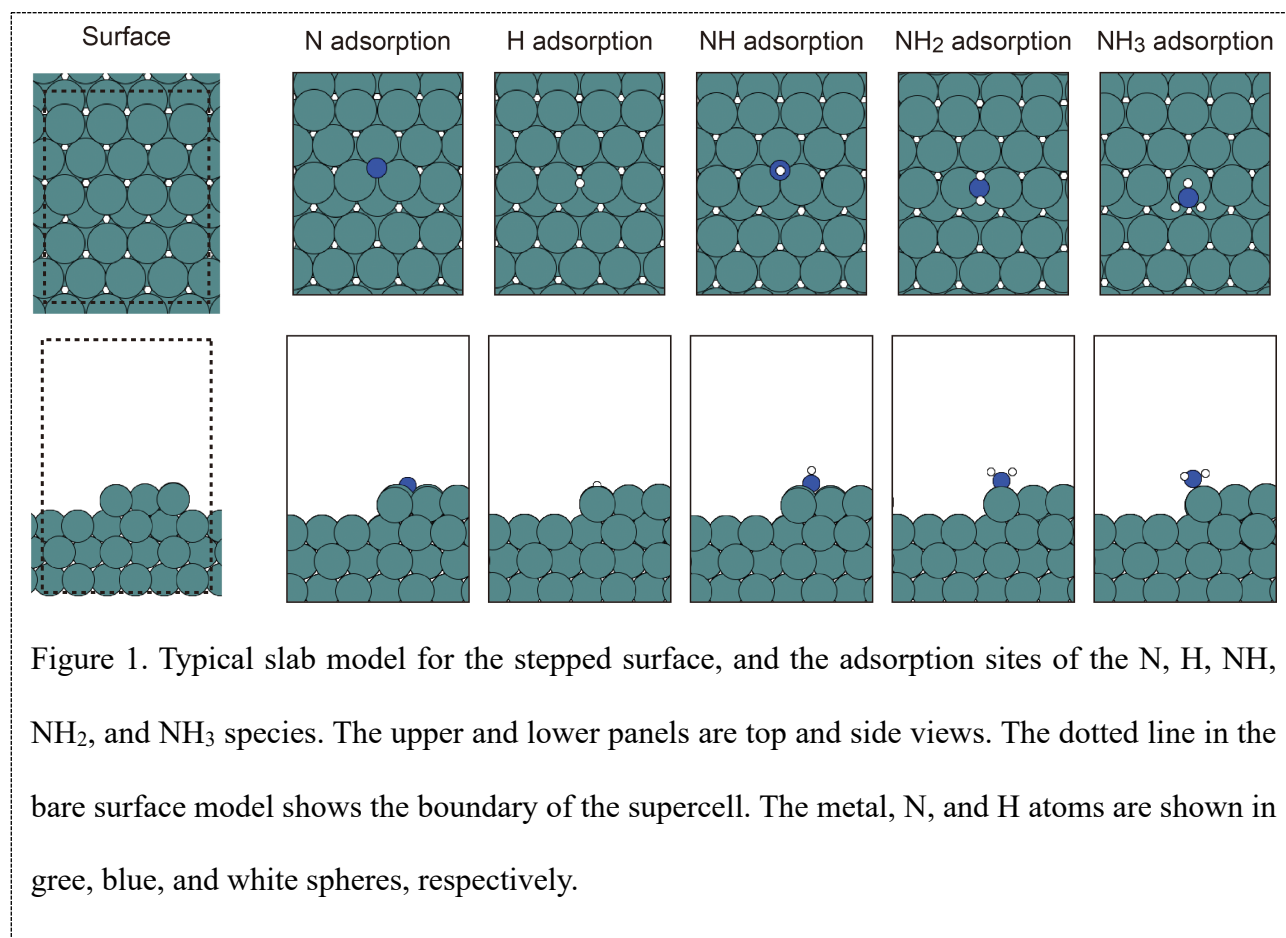 Surface
N adsorption
H adsorption
NH adsorption
NH2 adsorption
NH3 adsorption
Figure 1. Typical slab model for the stepped surface, and the adsorption sites of the N, H, NH,
NH2, and NH3 species. The upper and lower panels are top and side views. The dotted line in the
bare surface model shows the boundary of the supercell. The metal, N, and H atoms are shown in
gree, blue, and white spheres, respectively.